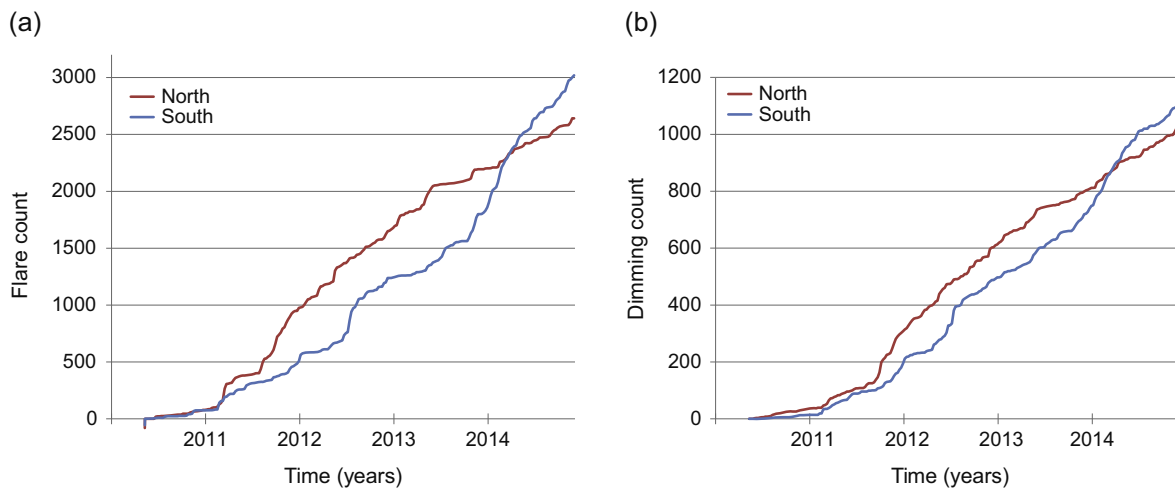 (a)
Flare count
3000
2500
2000
1500
1000
500
0
North
South
2011
2012
2013
2014
Time (years)
(b)
Dimming count
1200
1000
800
600
400
200
0
North
South
2011
2012
2013
2014
Time (years)